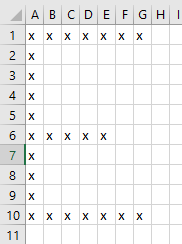 A B C D E F G H I
1 x x x x x x x
2 x
3 x
4 x
5 x
6 x x x x x
7 x
8 x
9 x
10 x x x x x x x
11